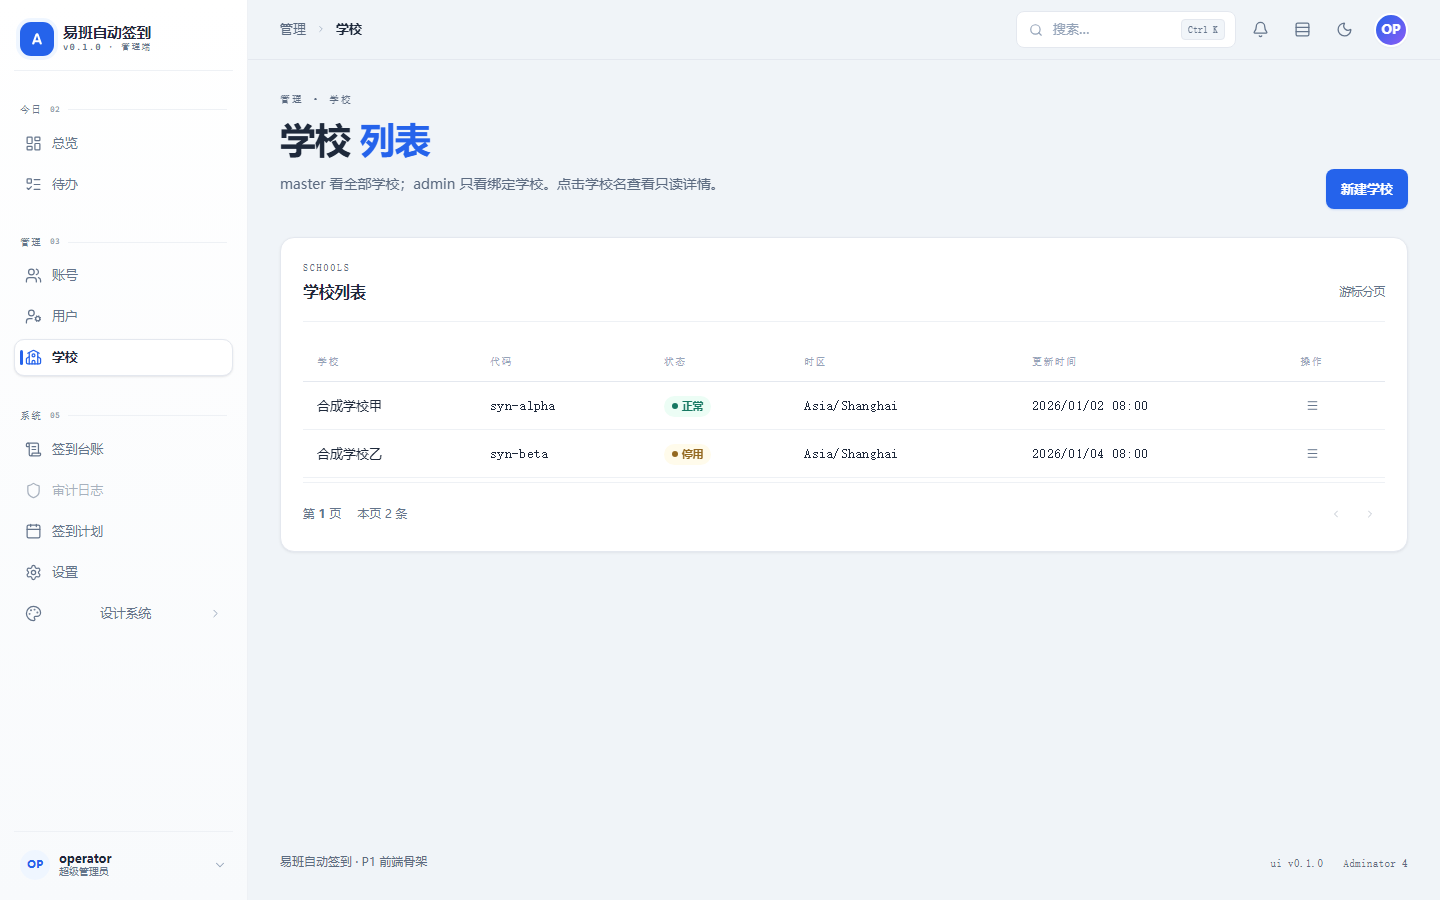 A
易班自动签到
v0.1.0 · 管理端
今日 02
总览
待办
管理 03
账号
用户
学校
系统 05
签到台账
审计日志
签到计划
设置
设计系统
OP
operator
超级管理员
管理 学校
搜索...
Ctrl K
OP
管理 • 学校
学校 列表
master 看全部学校；admin 只看绑定学校。点击学校名查看只读详情。
新建学校
SCHOOLS
学校列表
游标分页
学校 代码 状态 时区 更新时间 操作
合成学校甲 syn-alpha 正常 Asia/Shanghai 2026/01/02 08:00
合成学校乙 syn-beta 停用 Asia/Shanghai 2026/01/04 08:00
第 1 页 本页 2 条
易班自动签到 · P1 前端骨架
ui v0.1.0 Adminator 4